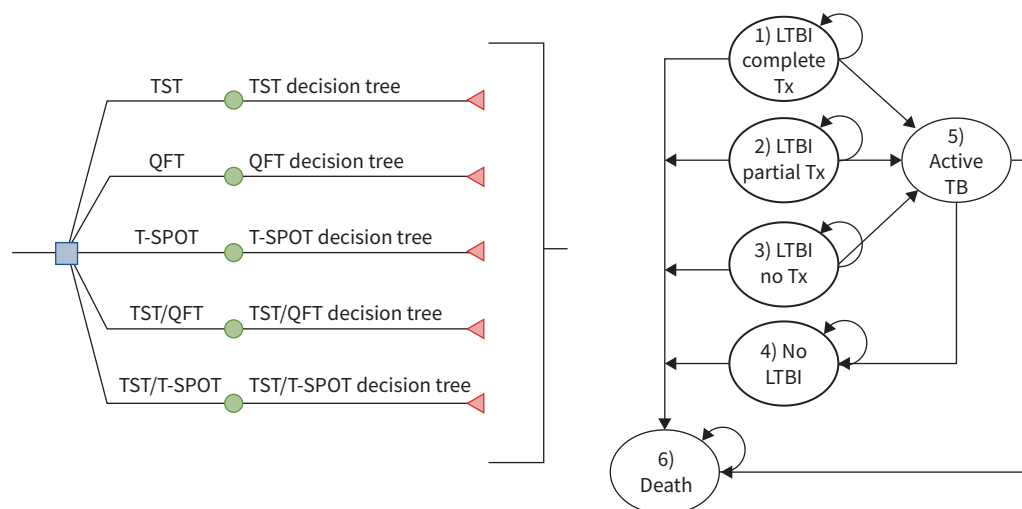 TST
TST decision tree
QFT
QFT decision tree
T-SPOT
T-SPOT decision tree
TST/QFT
TST/QFT decision tree
TST/T-SPOT
TST/T-SPOT decision tree
1) LTBI
complete
Tx
2) LTBI
partial Tx
3) LTBI
no Tx
4) No
LTBI
5)
Active
TB
6)
Death